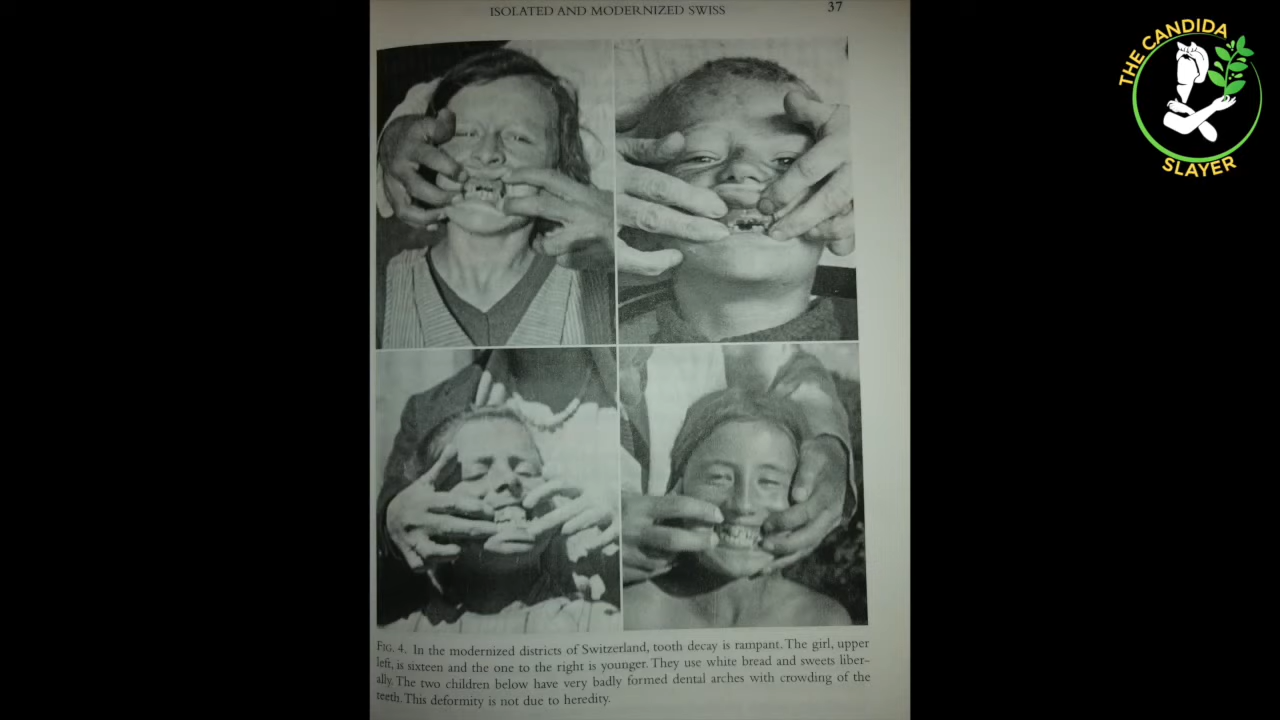 ISOLATED AND MODERNIZED SWISS 37
THE CANDIDA
SLAYER
FIG. 4. In the modernized districts of Switzerland, tooth decay is rampant. The girl, upper
left, is sixteen and the one to the right is younger. They use white bread and sweets liber-
ally. The two children below have very badly formed dental arches with crowding of the
teeth. This deformity is not due to heredity.